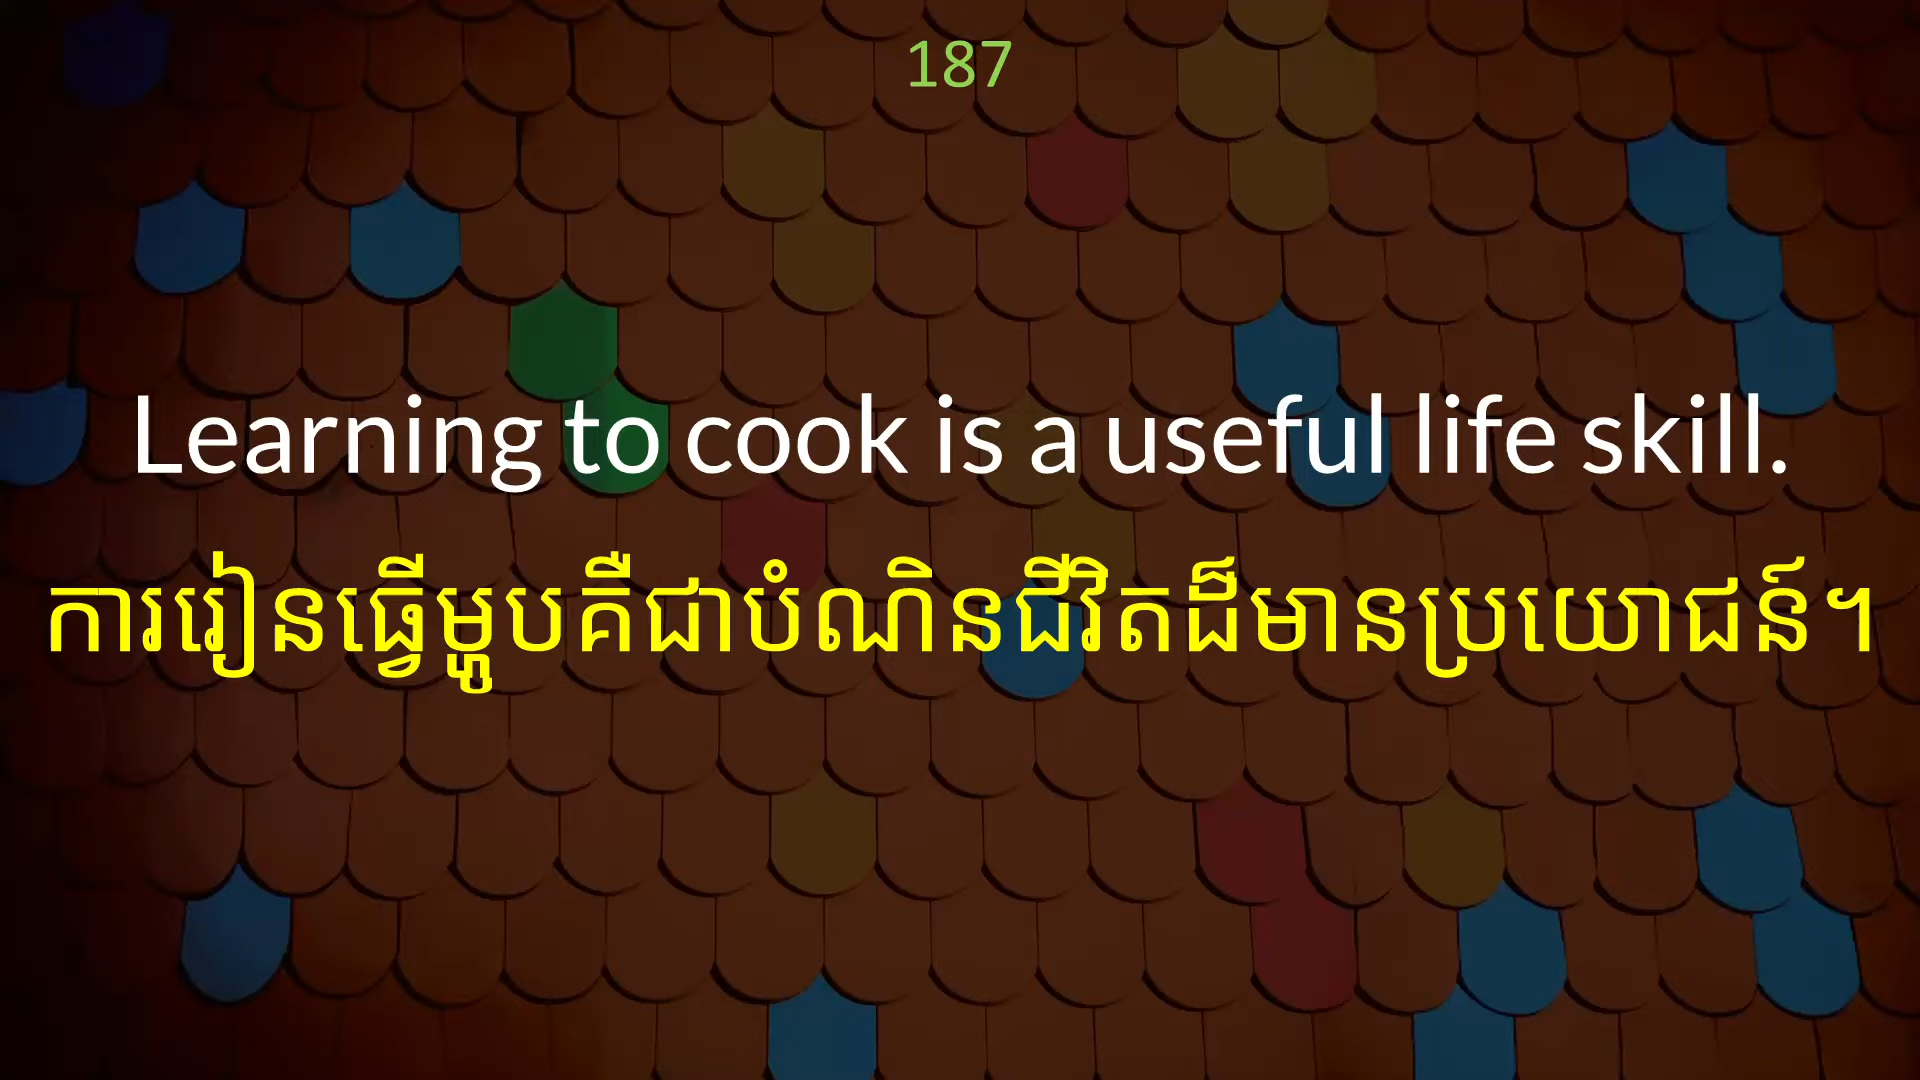 187
Learning to cook is a useful life skill.
ការរៀនធ្វើម្ហូបគឺជាបំណិនជីវិតដ៏មានប្រយោជន៍។